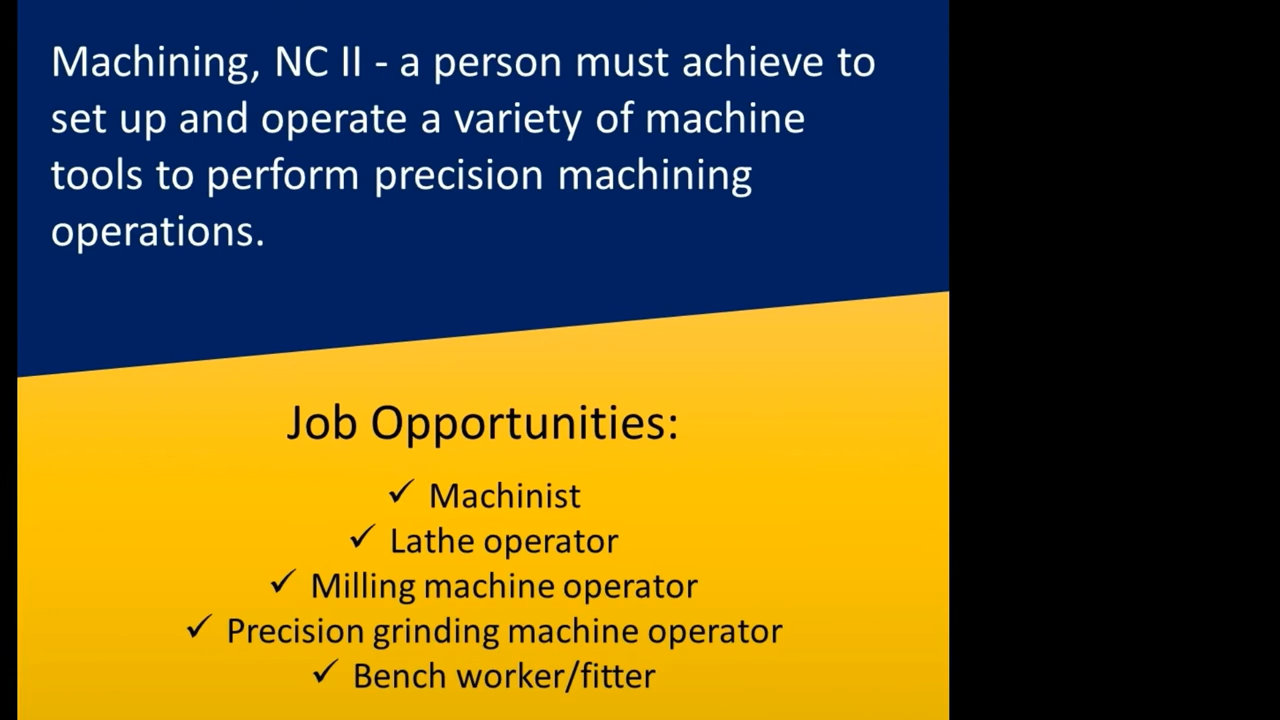 Machining, NC II - a person must achieve to
set up and operate a variety of machine
tools to perform precision machining
operations.
Job Opportunities:
✓ Machinist
✓ Lathe operator
✓ Milling machine operator
✓ Precision grinding machine operator
✓ Bench worker/fitter